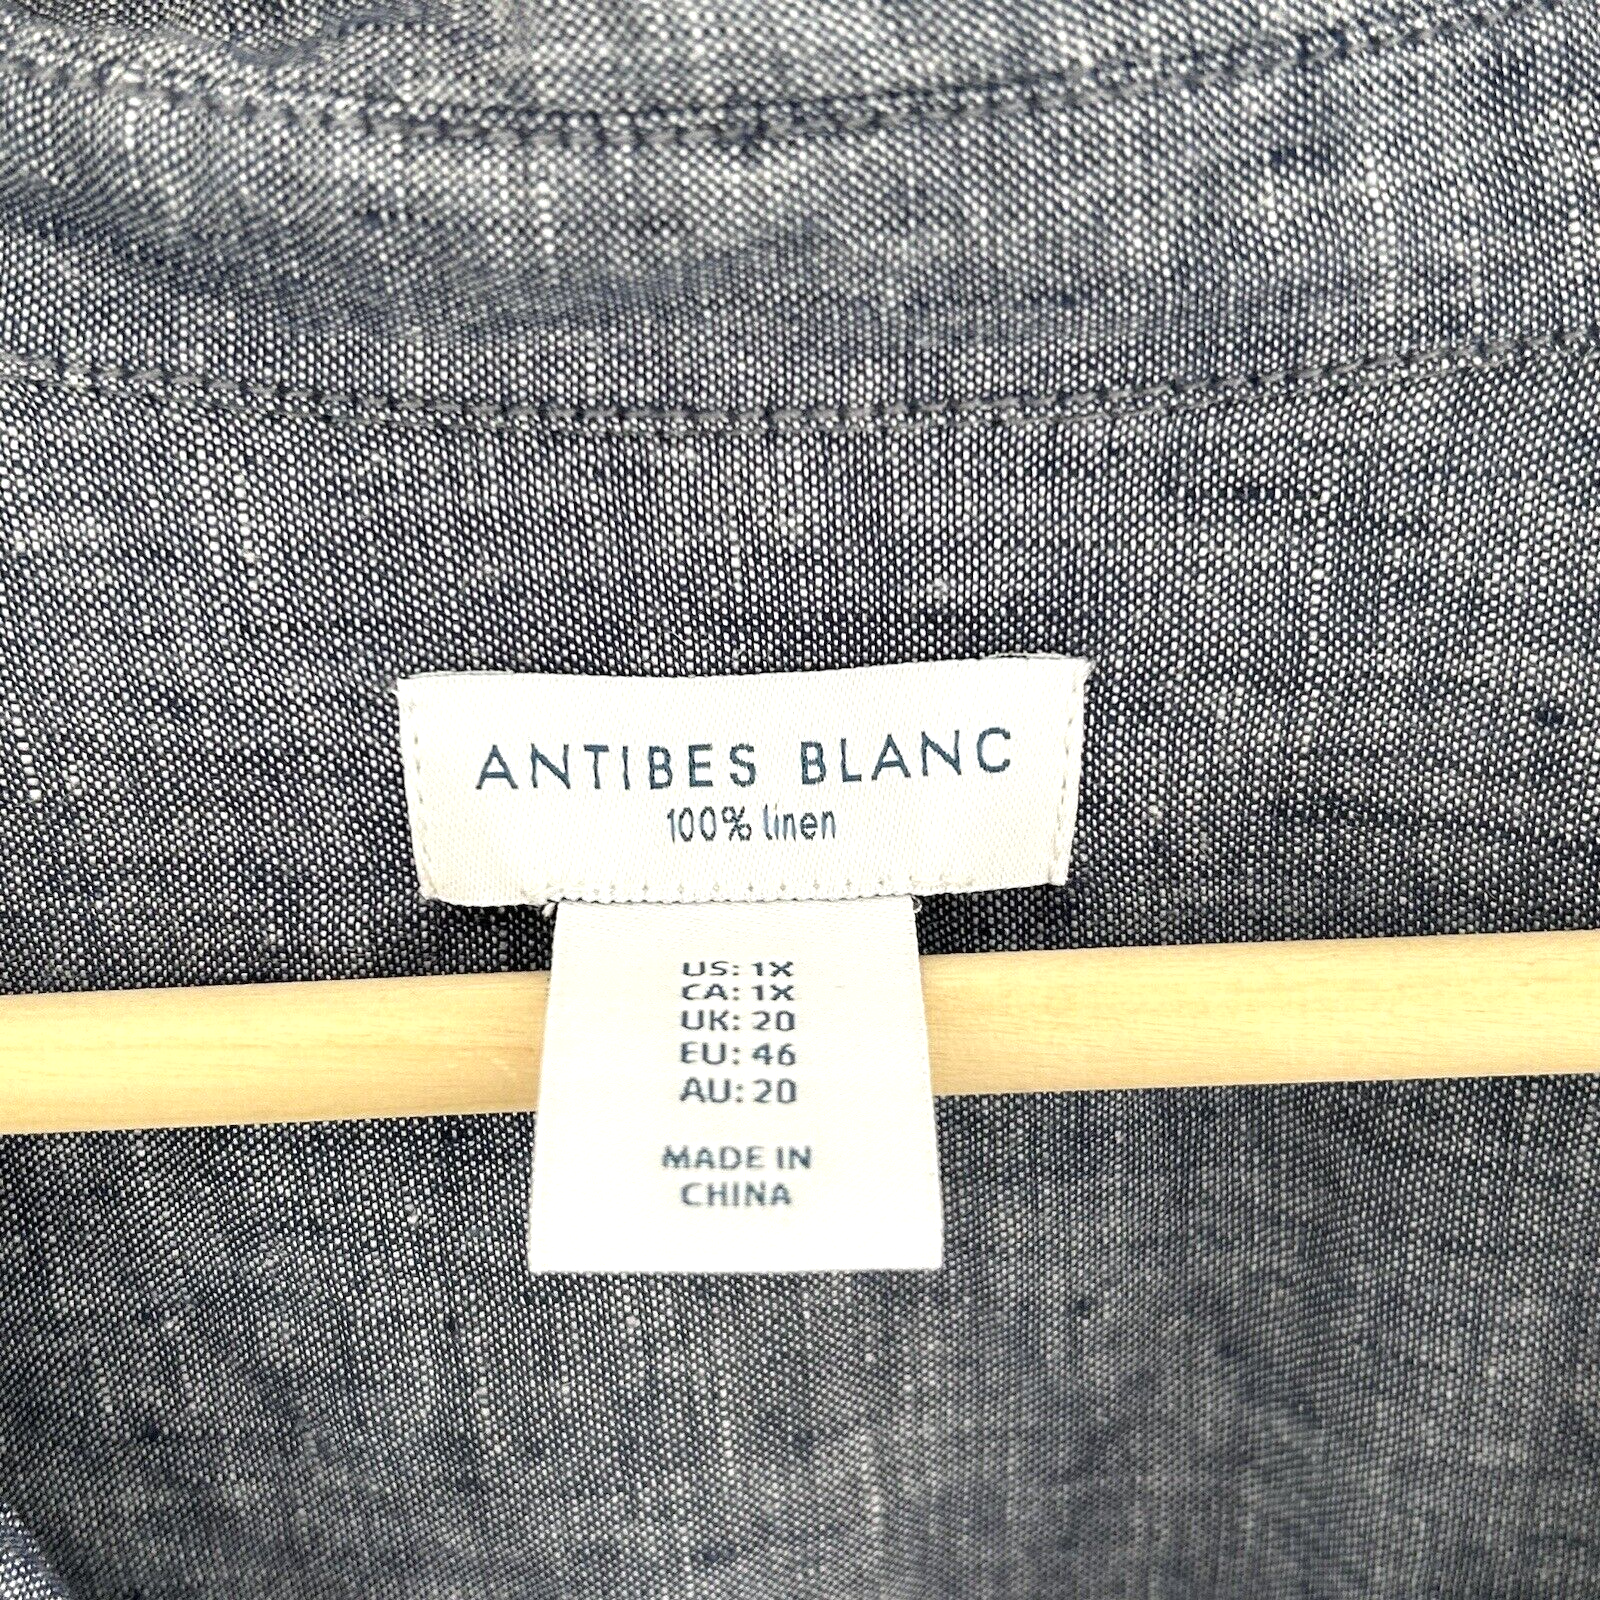 ANTIBES BLANC
100% linen
US: 1X
CA: 1X
UK: 20
EU: 46
AU: 20
MADE IN
CHINA